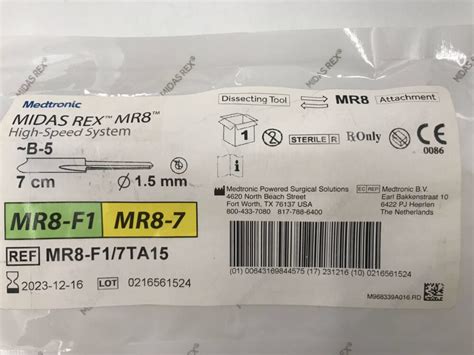 MIDAS REX®
MIDAS REX®
MIDAS REX®
Medtronic
MIDAS REX™ MR8™
High-Speed System
~B-5
7 cm
Ø 1.5 mm
Dissecting Tool
MR8
Attachment
1
STERILE R
Rx Only
CE
0086
Medtronic Powered Surgical Solutions
4620 North Beach Street
Fort Worth, TX 76137 USA
800-433-7080 817-788-6400
EC REP
Medtronic B.V.
Earl Bakkenstraat 10
6422 PJ Heerlen
The Netherlands
MR8-F1
MR8-7
REF MR8-F1/7TA15
2023-12-16
LOT 0216561524
(01) 00643169844575 (17) 231216 (10) 0216561524
M968339A016 RD